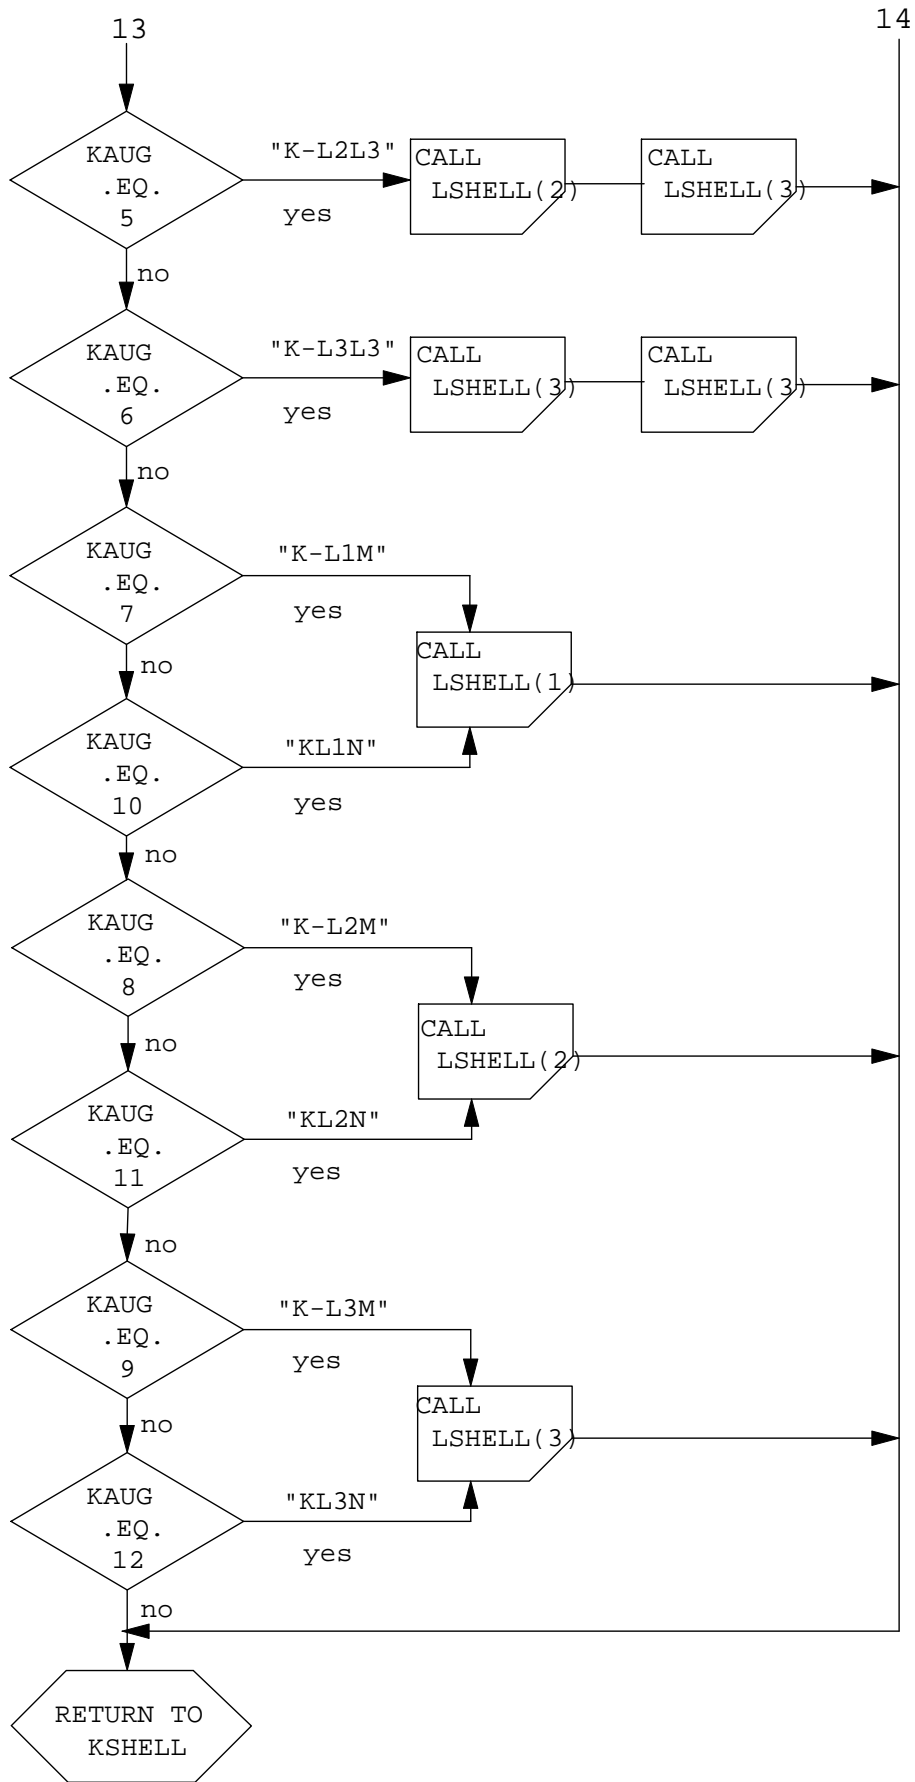 13
14
KAUG
.EQ.
5
"K-L2L3"
yes
CALL
LSHELL(2)
CALL
LSHELL(3)
no
KAUG
.EQ.
6
"K-L3L3"
yes
CALL
LSHELL(3)
CALL
LSHELL(3)
no
KAUG
.EQ.
7
"K-L1M"
yes
CALL
LSHELL(1)
no
KAUG
.EQ.
10
"KL1N"
yes
no
KAUG
.EQ.
8
"K-L2M"
yes
CALL
LSHELL(2)
no
KAUG
.EQ.
11
"KL2N"
yes
no
KAUG
.EQ.
9
"K-L3M"
yes
CALL
LSHELL(3)
no
KAUG
.EQ.
12
"KL3N"
yes
no
RETURN TO
KSHELL